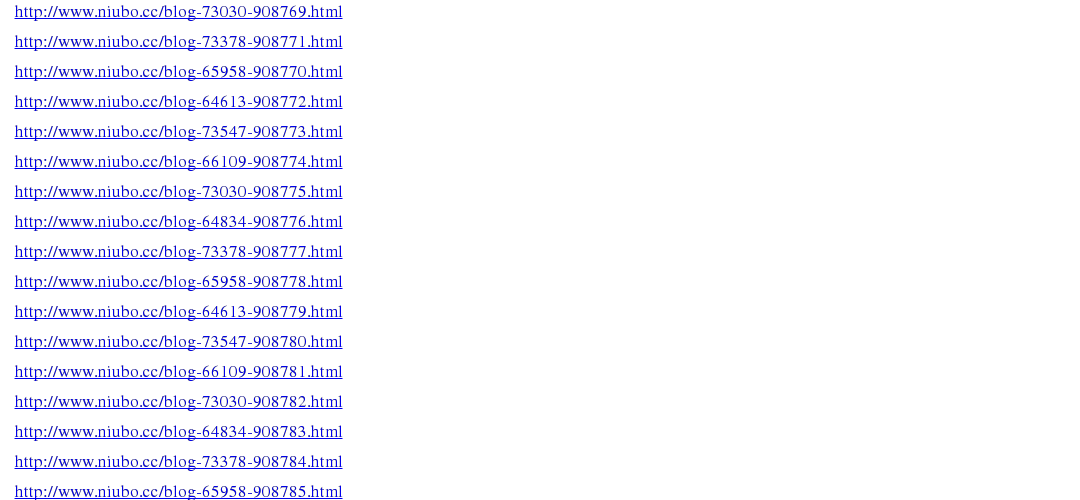 http://www.niubo.cc/blog-73030-908769.html
http://www.niubo.cc/blog-73378-908771.html
http://www.niubo.cc/blog-65958-908770.html
http://www.niubo.cc/blog-64613-908772.html
http://www.niubo.cc/blog-73547-908773.html
http://www.niubo.cc/blog-66109-908774.html
http://www.niubo.cc/blog-73030-908775.html
http://www.niubo.cc/blog-64834-908776.html
http://www.niubo.cc/blog-73378-908777.html
http://www.niubo.cc/blog-65958-908778.html
http://www.niubo.cc/blog-64613-908779.html
http://www.niubo.cc/blog-73547-908780.html
http://www.niubo.cc/blog-66109-908781.html
http://www.niubo.cc/blog-73030-908782.html
http://www.niubo.cc/blog-64834-908783.html
http://www.niubo.cc/blog-73378-908784.html
http://www.niubo.cc/blog-65958-908785.html